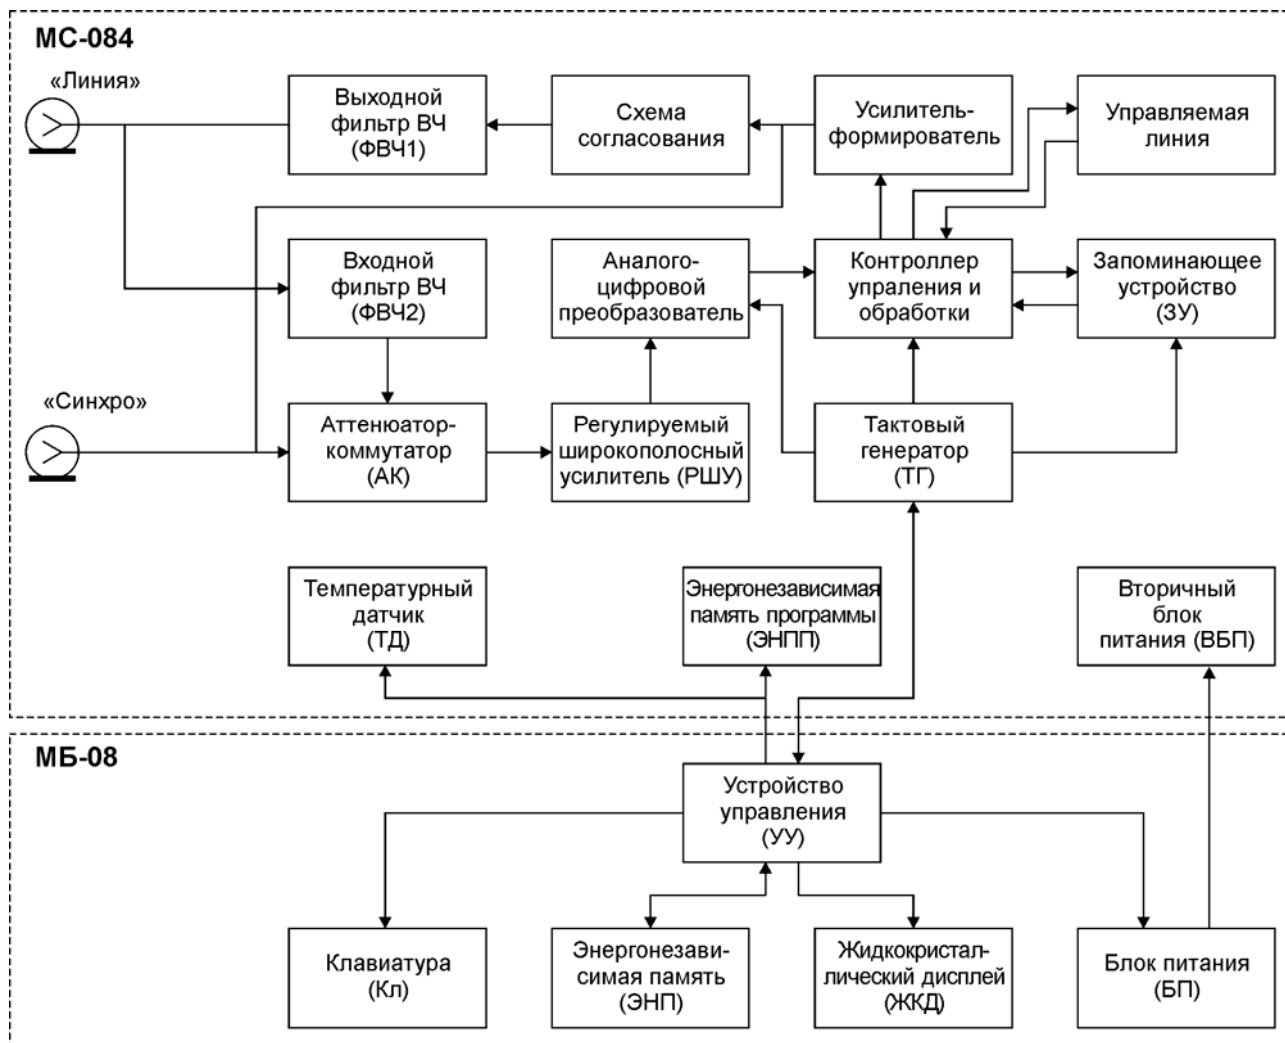 МС-084
«Линия»
Выходной
фильтр ВЧ
(ФВЧ1)
Схема
согласования
Усилитель-
формирователь
Управляемая
линия
Входной
фильтр ВЧ
(ФВЧ2)
Аналого-
цифровой
преобразователь
Контроллер
упраления и
обработки
Запоминающее
устройство
(ЗУ)
«Синхро»
Аттенюатор-
коммутатор
(АК)
Регулируемый
широкополосный
усилитель (РШУ)
Тактовый
генератор
(ТГ)
Температурный
датчик
(ТД)
Энергонезависимая
память программы
(ЭНПП)
Вторичный
блок
питания (ВБП)
МБ-08
Устройство
управления
(УУ)
Клавиатура
(Кл)
Энергонезави-
симая память
(ЭНП)
Жидкокристал-
лический дисплей
(ЖКД)
Блок питания
(БП)